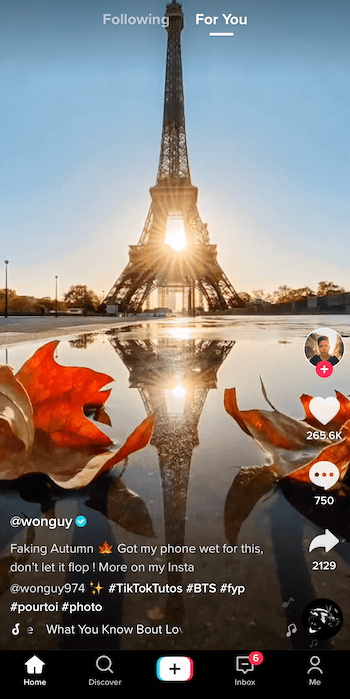 Following For You
265.6K
750
@wonguy
Faking Autumn 🍁 Got my phone wet for this,
don't let it flop ! More on my Insta
2129
@wonguy974 ✨ #TikTokTutos #BTS #fyp
#pourtoi #photo
e What You Know Bout Lo
6
Home Discover Inbox Me